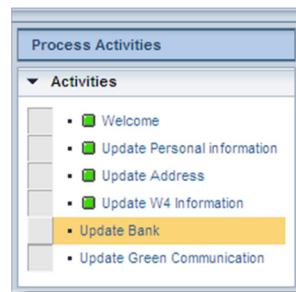 Process Activities
Activities
Welcome
Update Personal information
Update Address
Update W4 Information
Update Bank
Update Green Communication